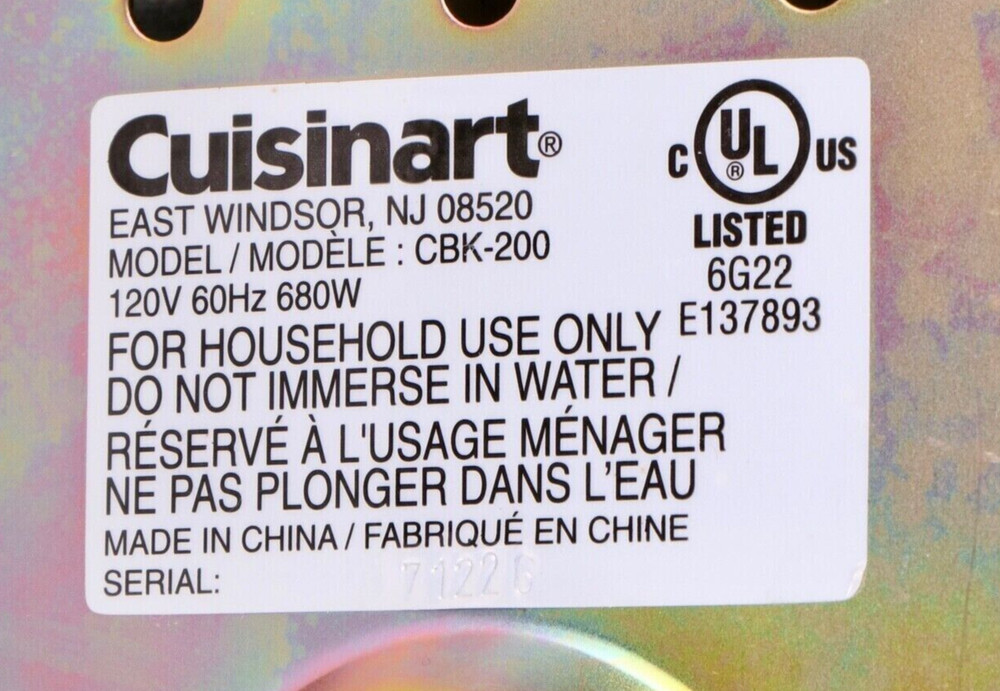 Cuisinart®
EAST WINDSOR, NJ 08520
MODEL / MODÈLE : CBK-200
120V 60Hz 680W
FOR HOUSEHOLD USE ONLY
DO NOT IMMERSE IN WATER /
RÉSERVÉ À L'USAGE MÉNAGER
NE PAS PLONGER DANS L'EAU
MADE IN CHINA / FABRIQUÉ EN CHINE
SERIAL:
C UL® US
LISTED
6G22
E137893